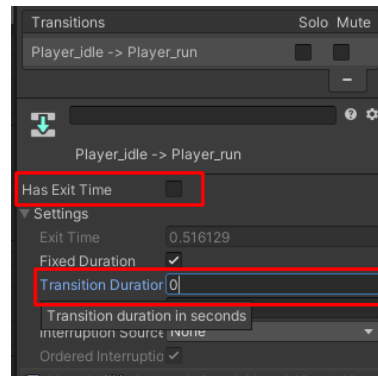 Transitions Solo Mute
Player_idle -> Player_run
Player_idle -> Player_run
Has Exit Time
Settings
Exit Time 0.516129
Fixed Duration
Transition Duration 0
Transition duration in seconds
Interruption Source None
Ordered Interruptio